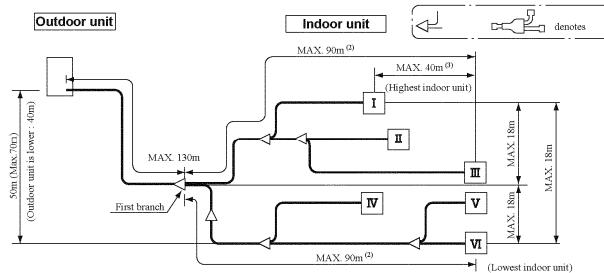 Outdoor unit
Indoor unit
denotes
MAX. 90m (2)
MAX. 40m (3)
(Highest indoor unit)
I
II
III
MAX. 130m
First branch
50m (Max.70m)
(Outdoor unit is lower : 40m)
MAX. 18m
MAX. 18m
MAX. 18m
IV
V
VI
MAX. 90m (2)
(Lowest indoor unit)